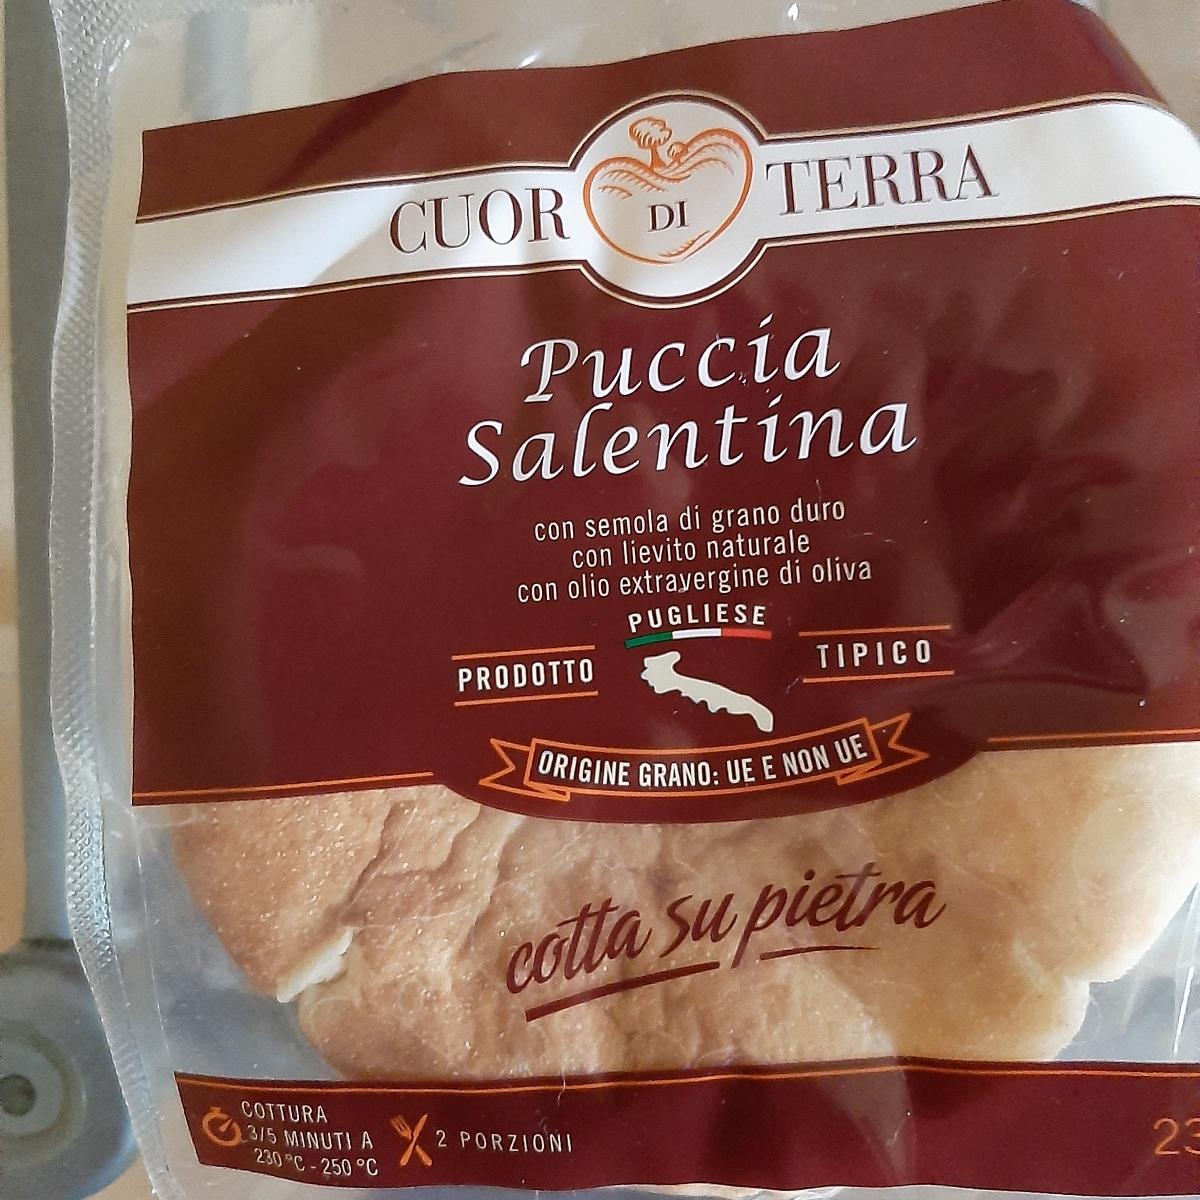 CUOR DI TERRA
Puccia
Salentina
con semola di grano duro
con lievito naturale
con olio extravergine di oliva
PUGLIESE
PRODOTTO TIPICO
ORIGINE GRANO: UE E NON UE
cotta su pietra
COTTURA
3/5 MINUTI A
230 °C - 250 °C
2 PORZIONI